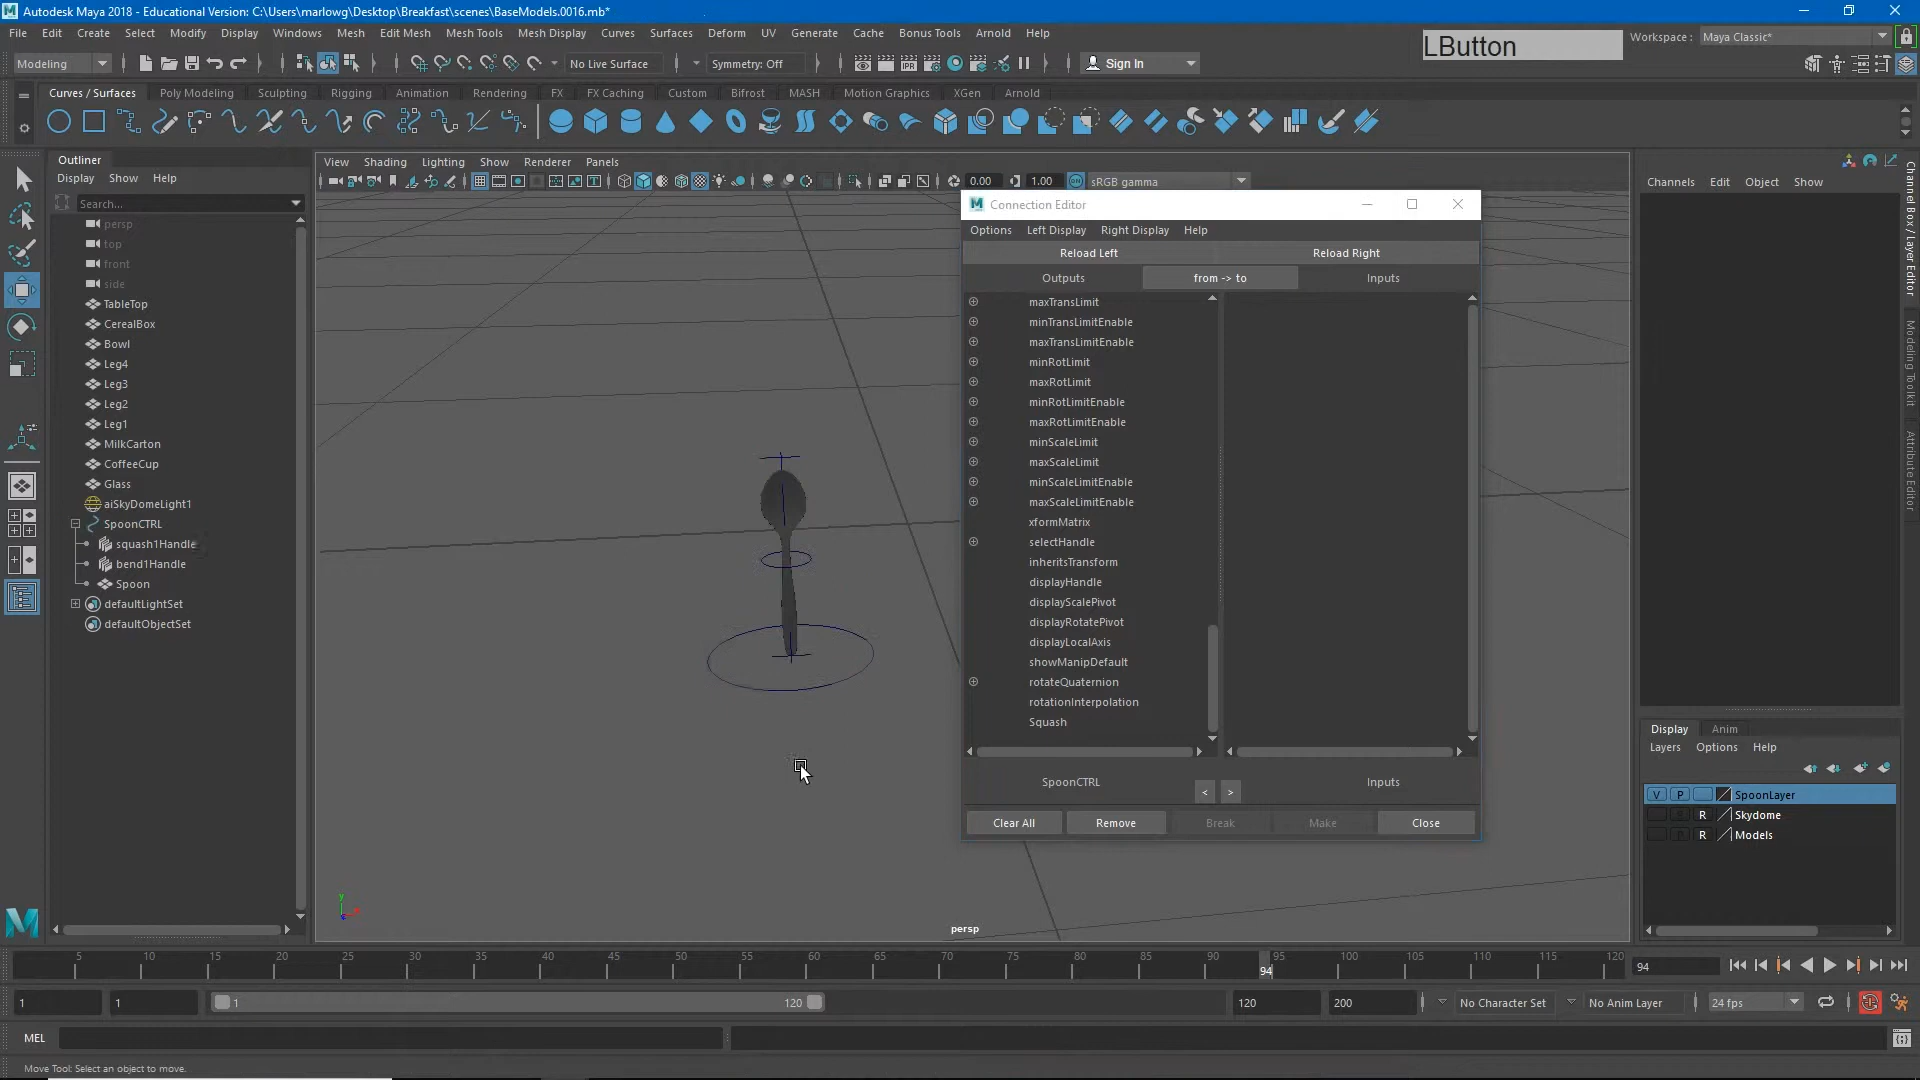 Autodesk Maya 2018 - Educational Version: C:\Users\marlowg\Desktop\Breakfast\scenes\BaseModels.0016.mb*
File Edit Create Select Modify Display Windows Mesh Edit Mesh Mesh Tools Mesh Display Curves Surfaces Deform UV Generate Cache Bonus Tools Arnold Help
LButton
Workspace : Maya Classic*
Modeling
No Live Surface
Symmetry: Off
Sign In
Curves / Surfaces Poly Modeling Sculpting Rigging Animation Rendering FX FX Caching Custom Bifrost MASH Motion Graphics XGen Arnold
Outliner
Display Show Help
Search...
persp
top
front
side
TableTop
CerealBox
Bowl
Leg4
Leg3
Leg2
Leg1
MilkCarton
CoffeeCup
Glass
aiSkyDomeLight1
SpoonCTRL
squash1Handle
bend1Handle
Spoon
defaultLightSet
defaultObjectSet
View Shading Lighting Show Renderer Panels
0.00 1.00 sRGB gamma
Connection Editor
Options Left Display Right Display Help
Reload Left Reload Right
Outputs from -> to Inputs
maxTransLimit
minTransLimitEnable
maxTransLimitEnable
minRotLimit
maxRotLimit
minRotLimitEnable
maxRotLimitEnable
minScaleLimit
maxScaleLimit
minScaleLimitEnable
maxScaleLimitEnable
xformMatrix
selectHandle
inheritsTransform
displayHandle
displayScalePivot
displayRotatePivot
displayLocalAxis
showManipDefault
rotateQuaternion
rotationInterpolation
Squash
SpoonCTRL < > Inputs
Clear All Remove Break Make Close
persp
Channels Edit Object Show
Channel Box / Layer Editor
Modeling Toolkit
Attribute Editor
Display Anim
Layers Options Help
V P SpoonLayer
R Skydome
R Models
5 10 15 20 25 30 35 40 45 50 55 60 65 70 75 80 85 90 95 100 105 110 115 120
94
94
1 1 1 120 120 200 No Character Set No Anim Layer 24 fps
MEL
Move Tool: Select an object to move.